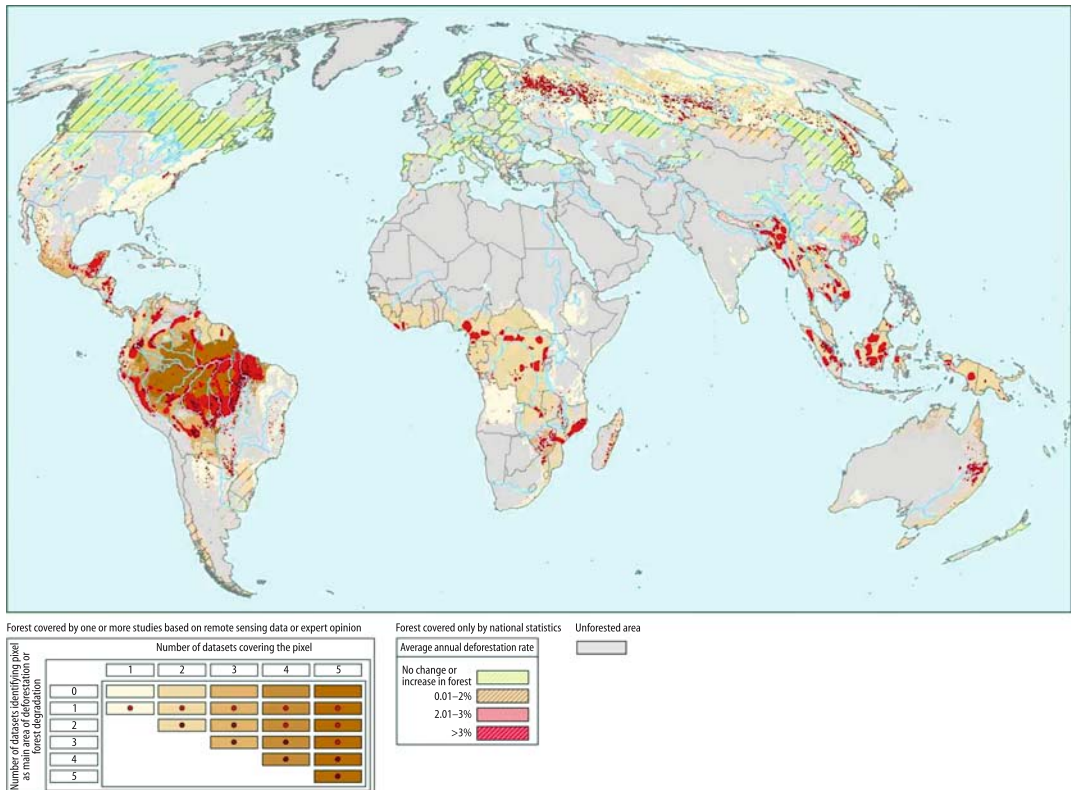 Forest covered by one or more studies based on remote sensing data or expert opinion
Number of datasets identifying pixel
as main area of deforestation or
forest degradation
Number of datasets covering the pixel
1 2 3 4 5
0
1
2
3
4
5
Forest covered only by national statistics
Average annual deforestation rate
No change or
increase in forest
0.01–2%
2.01–3%
>3%
Unforested area